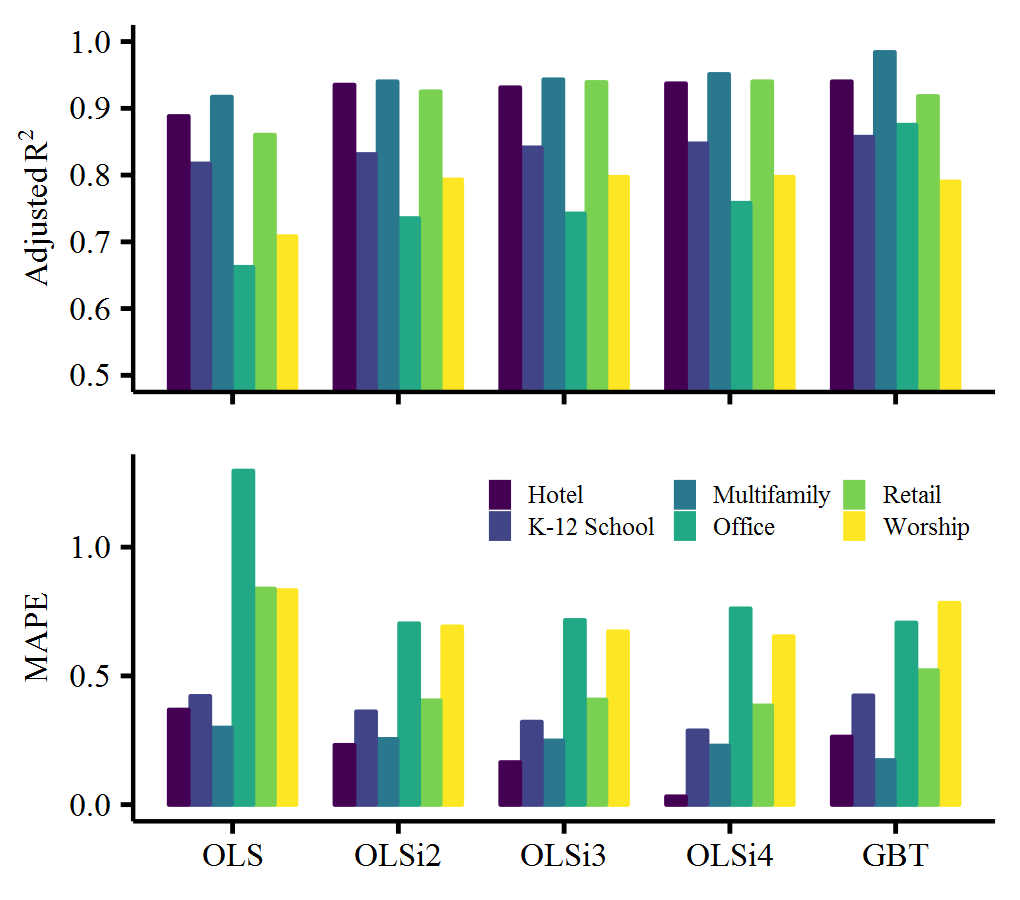 Adjusted R²
1.0
0.9
0.8
0.7
0.6
0.5
MAPE
1.0
0.5
0.0
Hotel
Multifamily
Retail
K-12 School
Office
Worship
OLS
OLSi2
OLSi3
OLSi4
GBT